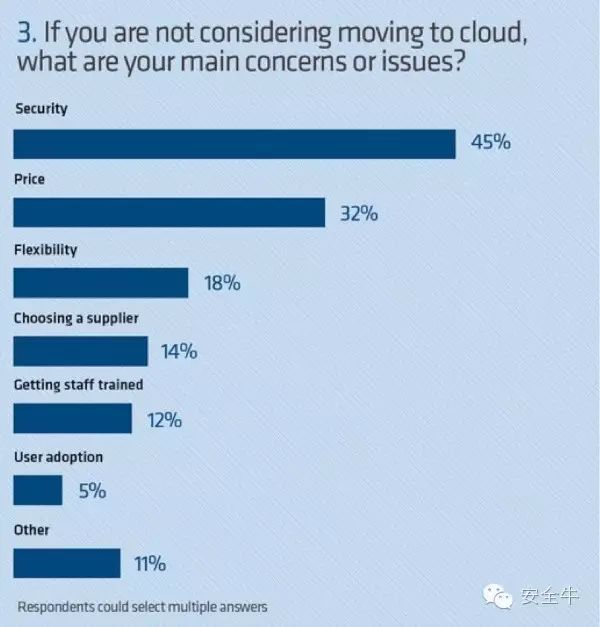 3. If you are not considering moving to cloud,
what are your main concerns or issues?
Security
45%
Price
32%
Flexibility
18%
Choosing a supplier
14%
Getting staff trained
12%
User adoption
5%
Other
11%
Respondents could select multiple answers
安全牛